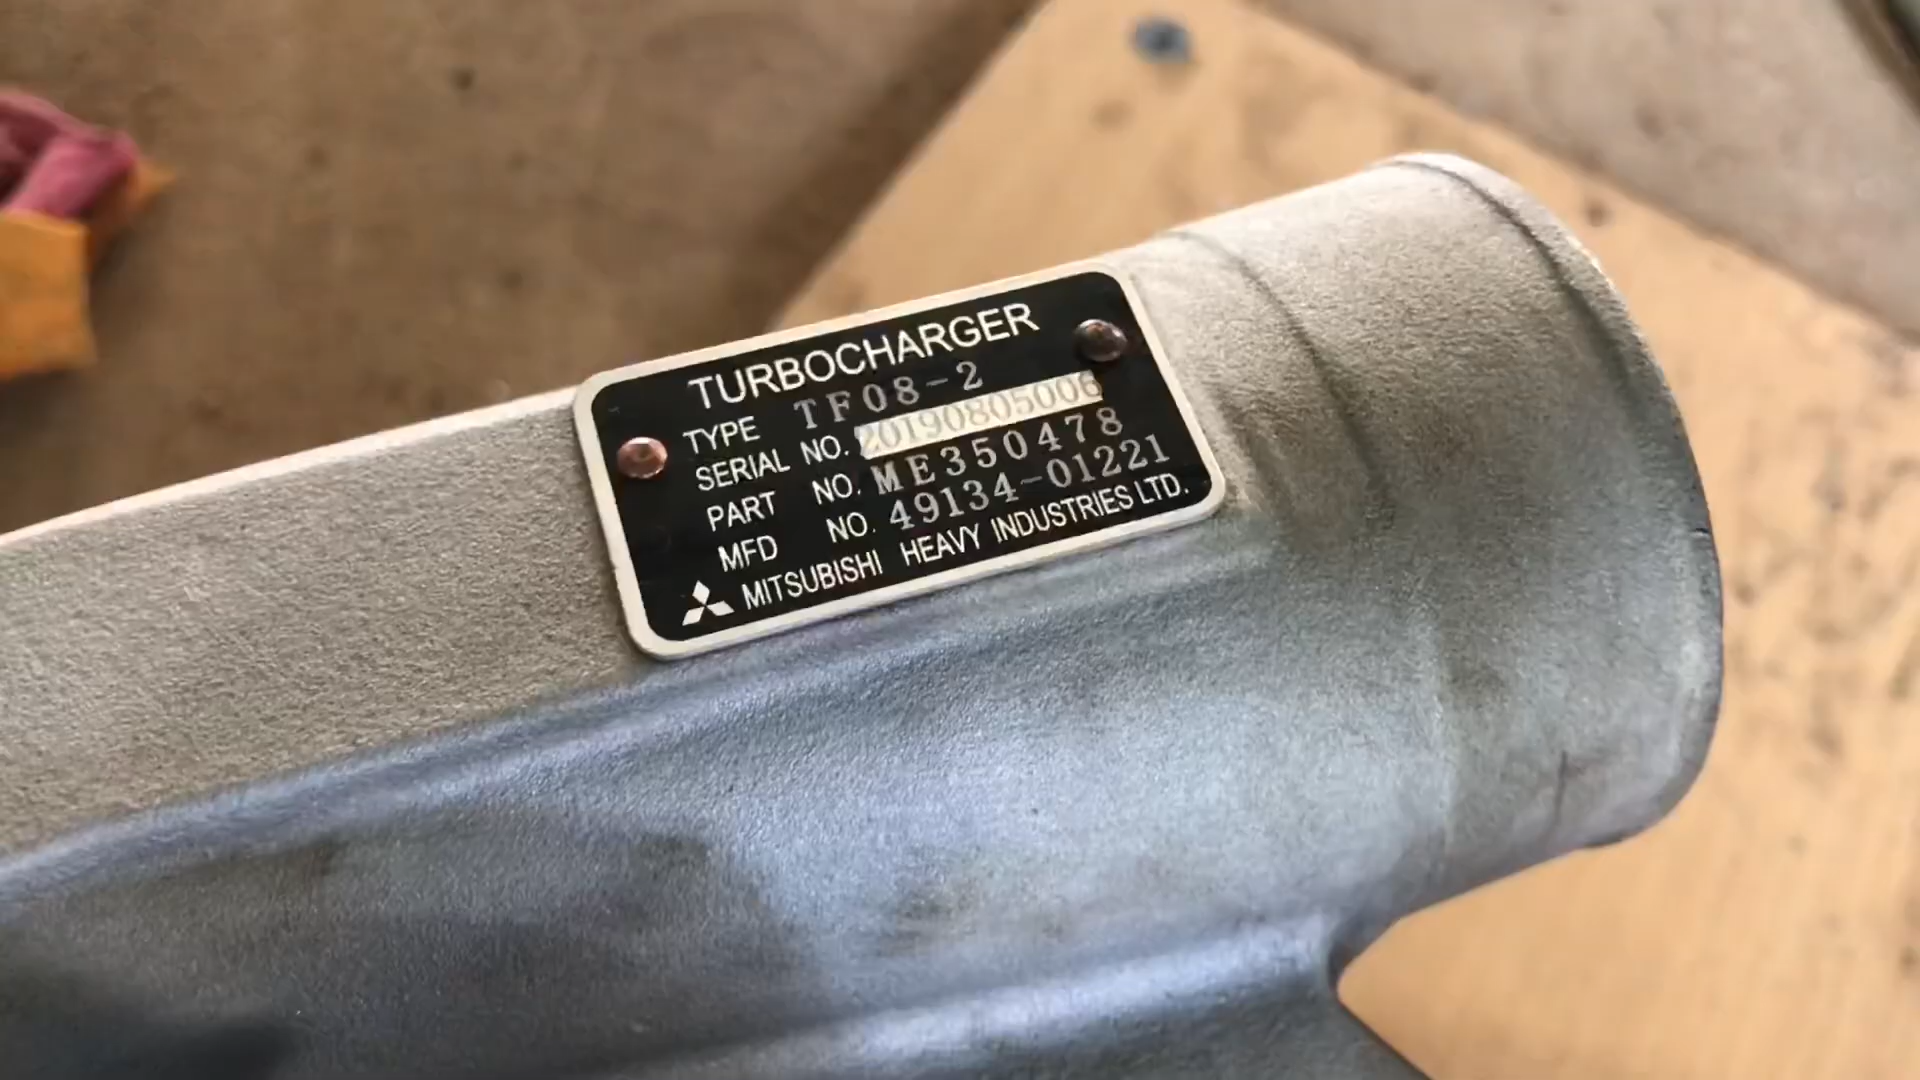 TURBOCHARGER
TYPE TF08-2
SERIAL NO. 20190805006
PART NO. ME350478
MFD NO. 49134-01221
MITSUBISHI HEAVY INDUSTRIES LTD.